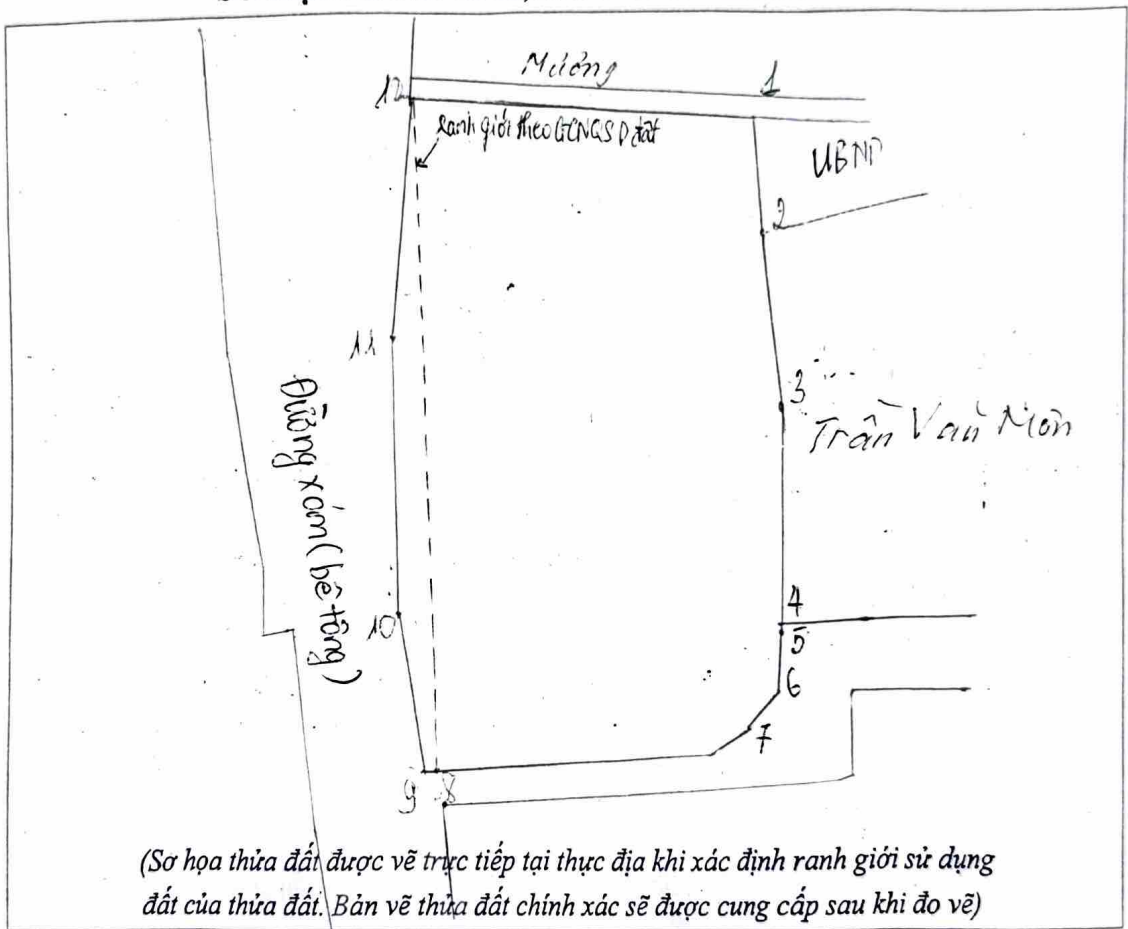 Mương
12
1
Ranh giới theo GCNQSD đất
UBND
2
11
3
Trần Văn Môn
Đường xóm (bê tông)
4
10
5
6
7
9
8
(Sơ họa thửa đất được vẽ trực tiếp tại thực địa khi xác định ranh giới sử dụng
đất của thửa đất. Bản vẽ thửa đất chính xác sẽ được cung cấp sau khi đo vẽ)